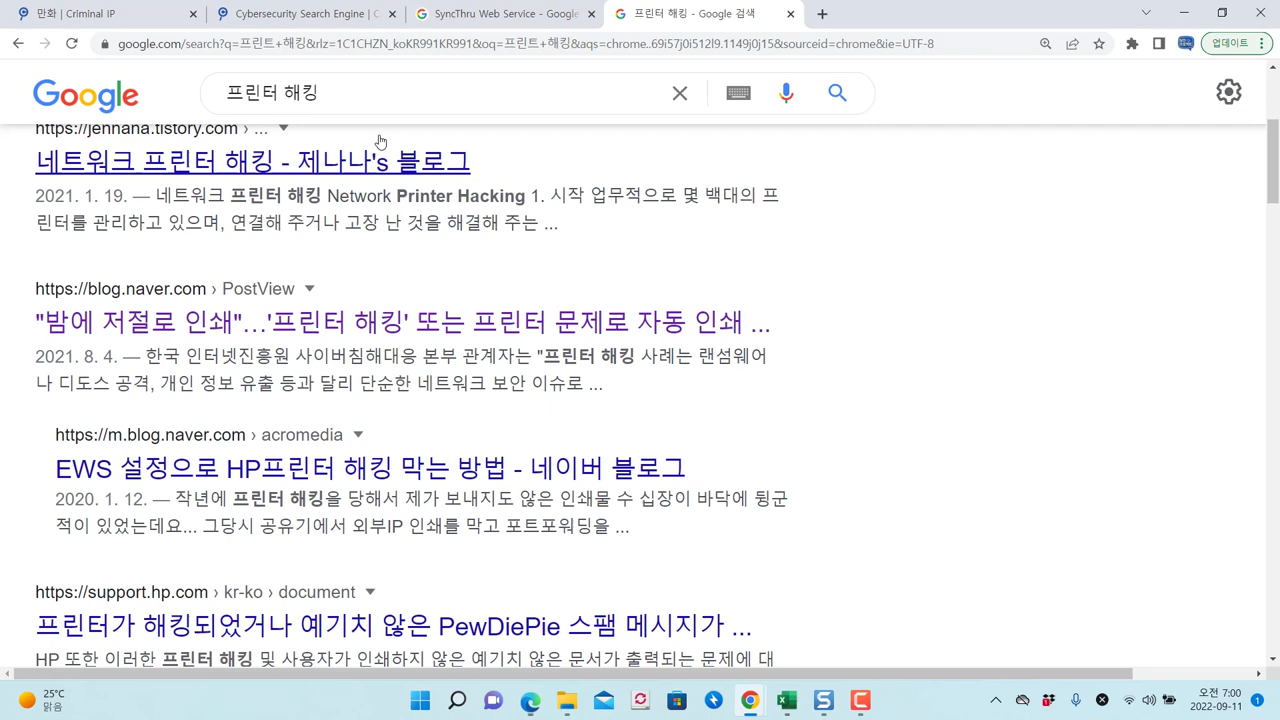 만화 | Criminal IP
Cybersecurity Search Engine | C
SyncThru Web Service - Google
프린터 해킹 - Google 검색
google.com/search?q=프린트+해킹&rlz=1C1CHZN_koKR991KR991&q=프린트+해킹&aqs=chrome..69i57j0i512l9.1149j0j15&sourceid=chrome&ie=UTF-8
업데이트
Google
프린터 해킹
https://jennana.tistory.com › ...
네트워크 프린터 해킹 - 제나나's 블로그
2021. 1. 19. — 네트워크 프린터 해킹 Network Printer Hacking 1. 시작 업무적으로 몇 백대의 프
린터를 관리하고 있으며, 연결해 주거나 고장 난 것을 해결해 주는 ...
https://blog.naver.com › PostView
"밤에 저절로 인쇄"...'프린터 해킹' 또는 프린터 문제로 자동 인쇄 ...
2021. 8. 4. — 한국 인터넷진흥원 사이버침해대응 본부 관계자는 "프린터 해킹 사례는 랜섬웨어
나 디도스 공격, 개인 정보 유출 등과 달리 단순한 네트워크 보안 이슈로 ...
https://m.blog.naver.com › acromedia
EWS 설정으로 HP프린터 해킹 막는 방법 - 네이버 블로그
2020. 1. 12. — 작년에 프린터 해킹을 당해서 제가 보내지도 않은 인쇄물 수 십장이 바닥에 뒹군
적이 있었는데요... 그당시 공유기에서 외부IP 인쇄를 막고 포트포워딩을 ...
https://support.hp.com › kr-ko › document
프린터가 해킹되었거나 예기치 않은 PewDiePie 스팸 메시지가 ...
HP 또한 이러한 프린터 해킹 및 사용자가 인쇄하지 않은 예기치 않은 문서가 출력되는 문제에 대
25°C
맑음
오전 7:00
2022-09-11